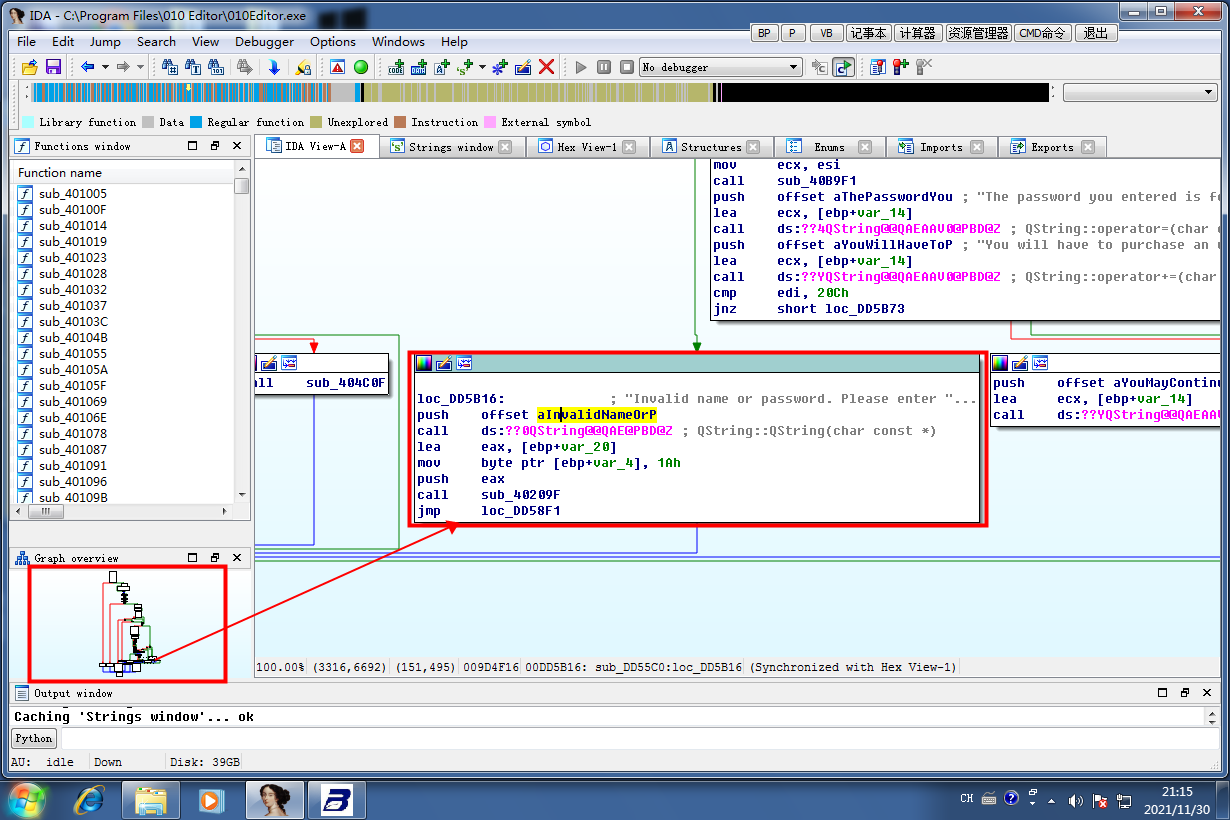 IDA - C:\Program Files\010 Editor\010Editor.exe
File Edit Jump Search View Debugger Options Windows Help
BP P VB 记事本 计算器 资源管理器 CMD命令 退出
No debugger
Library function Data Regular function Unexplored Instruction External symbol
Functions window
IDA View-A Strings window Hex View-1 Structures Enums Imports Exports
Function name
sub_401005
sub_40100F
sub_401014
sub_401019
sub_401023
sub_401028
sub_401032
sub_401037
sub_40103C
sub_40104B
sub_401055
sub_40105A
sub_40105F
sub_401069
sub_40106E
sub_401078
sub_401087
sub_401091
sub_401096
sub_40109B
mov ecx, esi
call sub_40B9F1
push offset aThePasswordYou ; "The password you entered is fo
lea ecx, [ebp+var_14]
call ds:??4QString@@QAEAAV0@PBD@Z ; QString::operator=(char c
push offset aYouWillHaveToP ; "You will have to purchase an u
lea ecx, [ebp+var_14]
call ds:??YQString@@QAEAAV0@PBD@Z ; QString::operator+=(char
cmp edi, 20Ch
jnz short loc_DD5B73
all sub_404C0F
loc_DD5B16: ; "Invalid name or password. Please enter "...
push offset aInvalidNameOrP
call ds:??0QString@@QAE@PBD@Z ; QString::QString(char const *)
lea eax, [ebp+var_20]
mov byte ptr [ebp+var_4], 1Ah
push eax
call sub_40209F
jmp loc_DD58F1
push offset aYouMayContinu
lea ecx, [ebp+var_14]
call ds:??YQString@@QAEAAV0
Graph overview
100.00% (3316,6692) (151,495) 009D4F16 00DD5B16: sub_DD55C0:loc_DD5B16 (Synchronized with Hex View-1)
Output window
Caching 'Strings window'... ok
Python
AU: idle Down Disk: 39GB
CH
21:15
2021/11/30